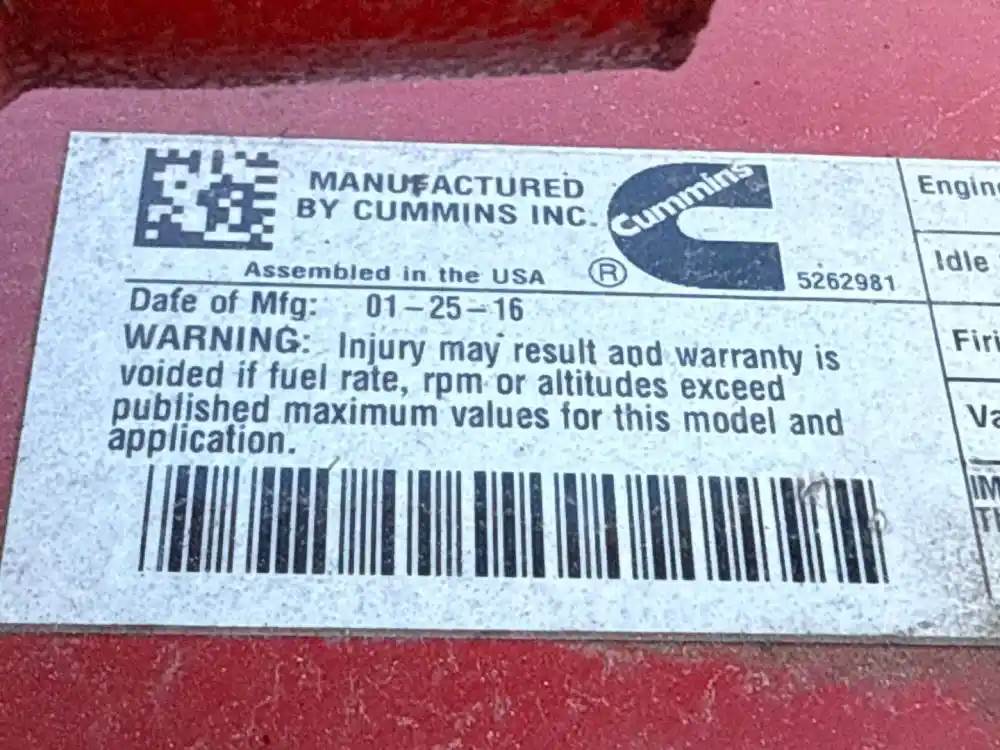 MANUFACTURED
BY CUMMINS INC.
Cummins
Assembled in the USA
®
5262981
Date of Mfg: 01-25-16
WARNING: Injury may result and warranty is
voided if fuel rate, rpm or altitudes exceed
published maximum values for this model and
application.
Idle